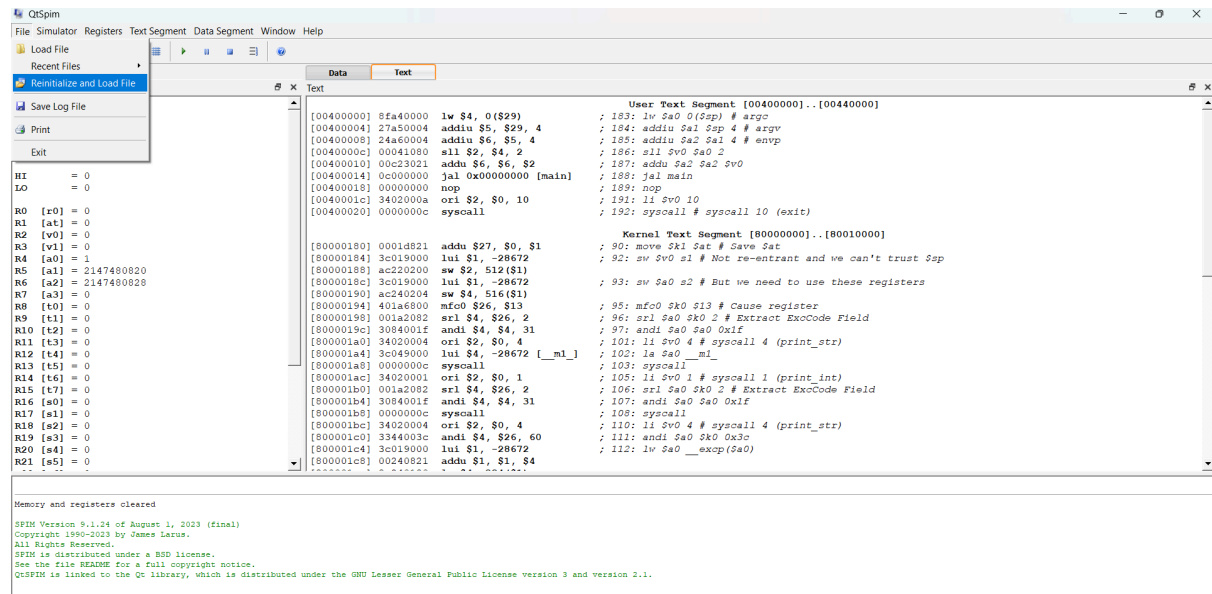 QtSpim
File Simulator Registers Text Segment Data Segment Window Help
Load File
Recent Files
Reinitialize and Load File
Save Log File
Print
Exit
HI = 0
LO = 0
R0 [r0] = 0
R1 [at] = 0
R2 [v0] = 0
R3 [v1] = 0
R4 [a0] = 1
R5 [a1] = 2147480820
R6 [a2] = 2147480828
R7 [a3] = 0
R8 [t0] = 0
R9 [t1] = 0
R10 [t2] = 0
R11 [t3] = 0
R12 [t4] = 0
R13 [t5] = 0
R14 [t6] = 0
R15 [t7] = 0
R16 [s0] = 0
R17 [s1] = 0
R18 [s2] = 0
R19 [s3] = 0
R20 [s4] = 0
R21 [s5] = 0
Data Text
Text
User Text Segment [00400000]..[00440000]
[00400000] 8fa40000 lw $4, 0($29) ; 183: lw $a0 0($sp) # argc
[00400004] 27a50004 addiu $5, $29, 4 ; 184: addiu $a1 $sp 4 # argv
[00400008] 24a60004 addiu $6, $5, 4 ; 185: addiu $a2 $a1 4 # envp
[0040000c] 00041080 sll $2, $4, 2 ; 186: sll $v0 $a0 2
[00400010] 00c23021 addu $6, $6, $2 ; 187: addu $a2 $a2 $v0
[00400014] 0c000000 jal 0x00000000 [main] ; 188: jal main
[00400018] 00000000 nop ; 189: nop
[0040001c] 3402000a ori $2, $0, 10 ; 191: li $v0 10
[00400020] 0000000c syscall ; 192: syscall # syscall 10 (exit)
Kernel Text Segment [80000000]..[80010000]
[80000180] 0001d821 addu $27, $0, $1 ; 90: move $k1 $at # Save $at
[80000184] 3c019000 lui $1, -28672 ; 92: sw $v0 s1 # Not re-entrant and we can't trust $sp
[80000188] ac220200 sw $2, 512($1)
[8000018c] 3c019000 lui $1, -28672 ; 93: sw $a0 s2 # But we need to use these registers
[80000190] ac240204 sw $4, 516($1)
[80000194] 401a6800 mfc0 $26, $13 ; 95: mfc0 $k0 $13 # Cause register
[80000198] 001a2082 srl $4, $26, 2 ; 96: srl $a0 $k0 2 # Extract ExcCode Field
[8000019c] 3084001f andi $4, $4, 31 ; 97: andi $a0 $a0 0x1f
[800001a0] 34020004 ori $2, $0, 4 ; 101: li $v0 4 # syscall 4 (print_str)
[800001a4] 3c049000 lui $4, -28672 [__m1_] ; 102: la $a0 __m1_
[800001a8] 0000000c syscall ; 103: syscall
[800001ac] 34020001 ori $2, $0, 1 ; 105: li $v0 1 # syscall 1 (print_int)
[800001b0] 001a2082 srl $4, $26, 2 ; 106: srl $a0 $k0 2 # Extract ExcCode Field
[800001b4] 3084001f andi $4, $4, 31 ; 107: andi $a0 $a0 0x1f
[800001b8] 0000000c syscall ; 108: syscall
[800001bc] 34020004 ori $2, $0, 4 ; 110: li $v0 4 # syscall 4 (print_str)
[800001c0] 3344003c andi $4, $26, 60 ; 111: andi $a0 $k0 0x3c
[800001c4] 3c019000 lui $1, -28672 ; 112: lw $a0 __excp($a0)
[800001c8] 00240821 addu $1, $1, $4
Memory and registers cleared
SPIM Version 9.1.24 of August 1, 2023 (final)
Copyright 1990-2023 by James Larus.
All Rights Reserved.
SPIM is distributed under a BSD license.
See the file README for a full copyright notice.
QtSPIM is linked to the Qt library, which is distributed under the GNU Lesser General Public License version 3 and version 2.1.